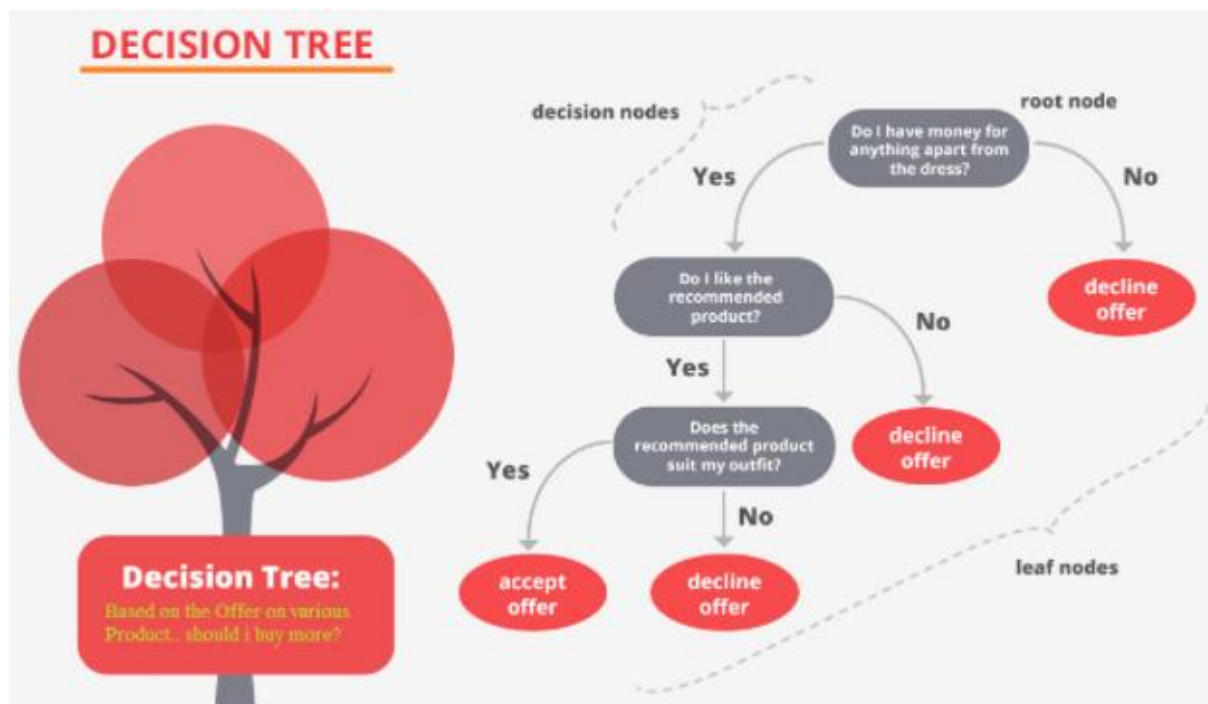 DECISION TREE
decision nodes
root node
Do I have money for
anything apart from
the dress?
Yes
No
Do I like the
recommended
product?
decline
offer
No
Yes
Does the
recommended product
suit my outfit?
decline
offer
Yes
No
accept
offer
decline
offer
leaf nodes
Decision Tree:
Based on the Offer on various
Product.. should i buy more?